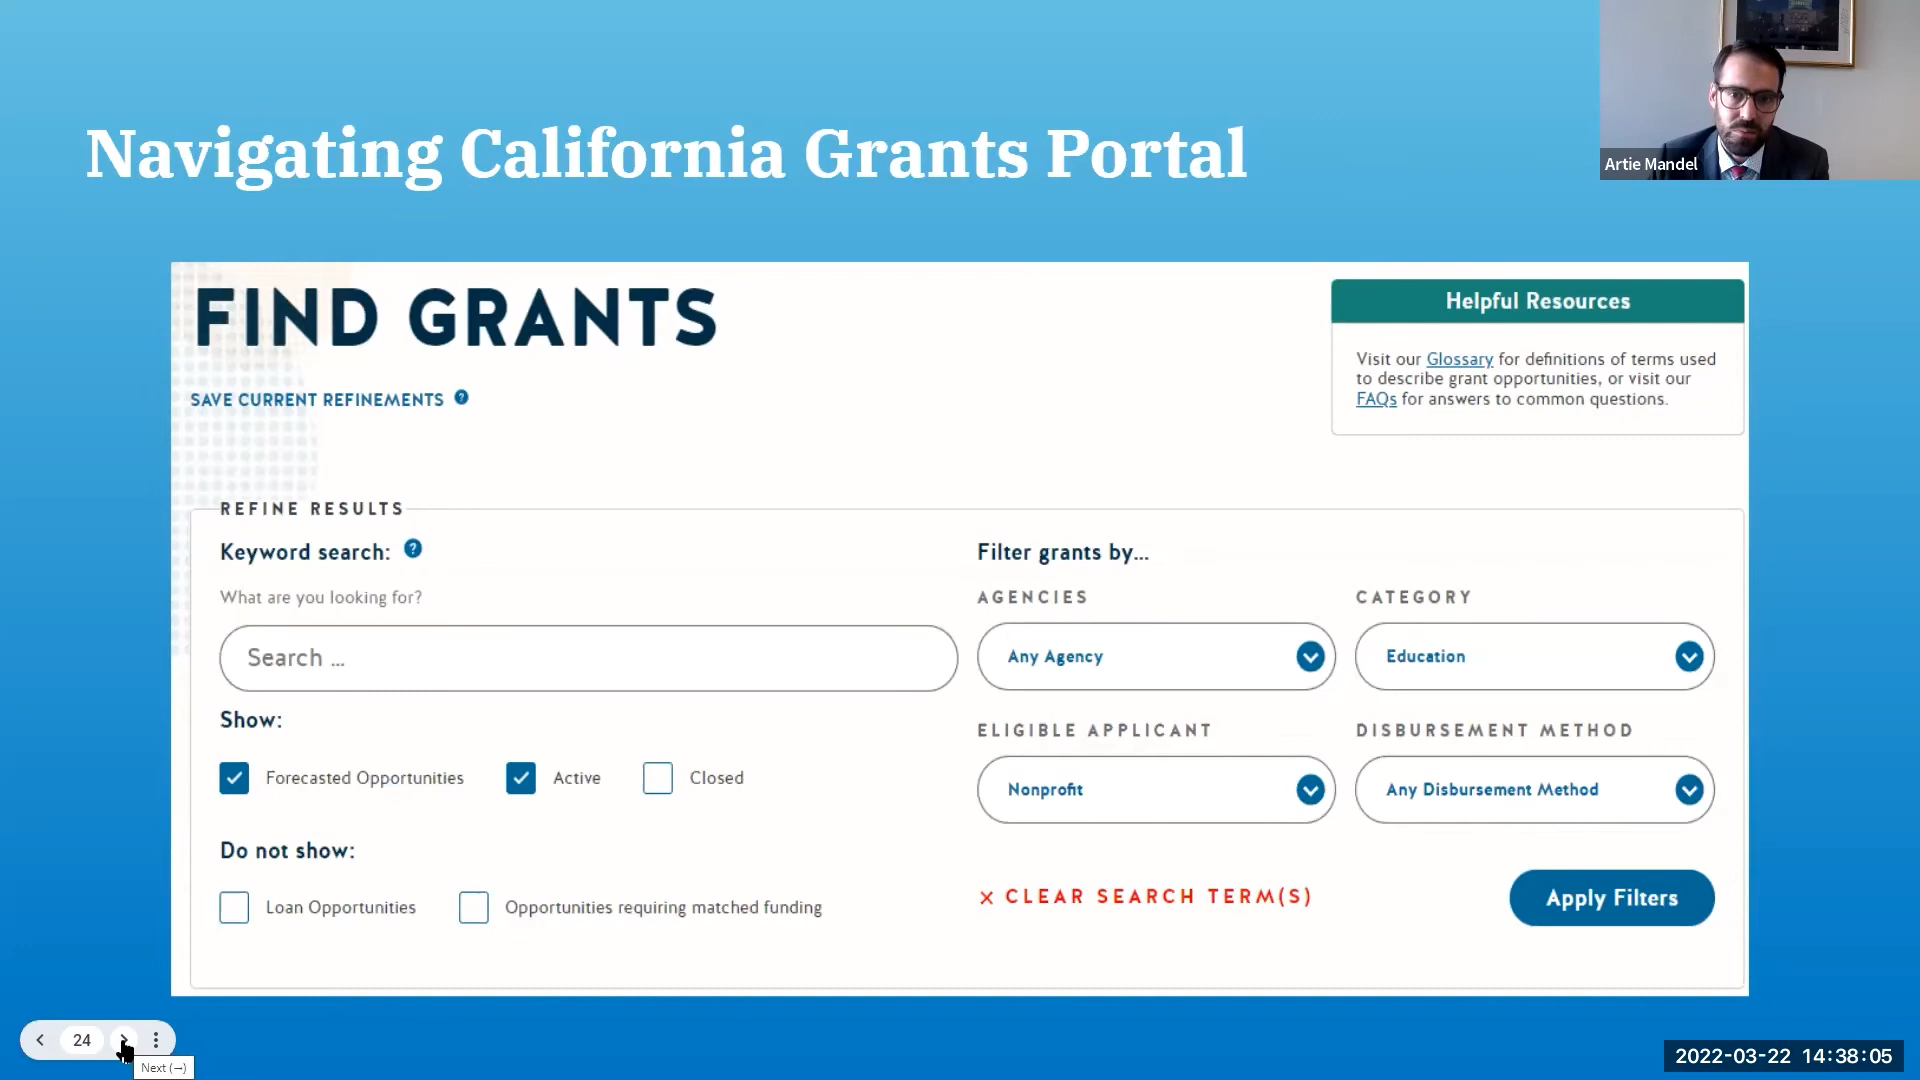 Navigating California Grants Portal
Artie Mandel
FIND GRANTS
SAVE CURRENT REFINEMENTS ?
Helpful Resources
Visit our Glossary for definitions of terms used
to describe grant opportunities, or visit our
FAQs for answers to common questions.
REFINE RESULTS
Keyword search: ?
What are you looking for?
Search ...
Show:
Forecasted Opportunities
Active
Closed
Do not show:
Loan Opportunities
Opportunities requiring matched funding
Filter grants by...
AGENCIES
Any Agency
CATEGORY
Education
ELIGIBLE APPLICANT
Nonprofit
DISBURSEMENT METHOD
Any Disbursement Method
× CLEAR SEARCH TERM(S)
Apply Filters
24
Next (→)
2022-03-22 14:38:05